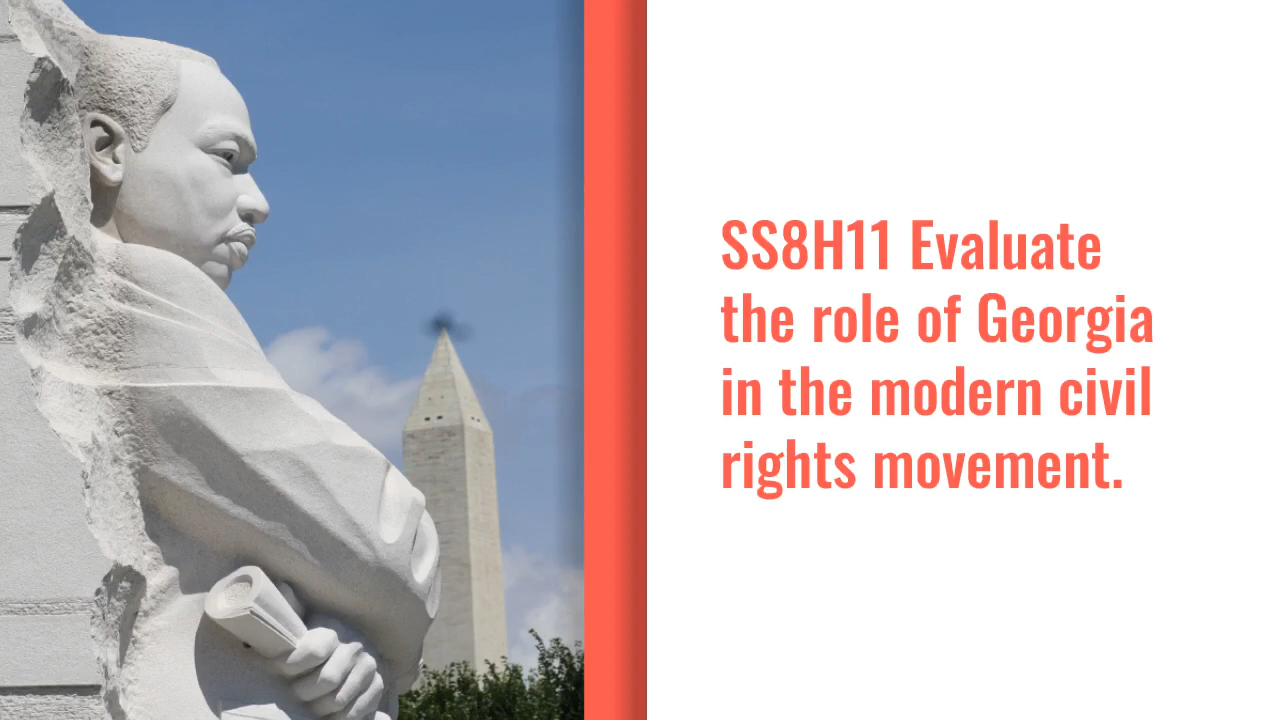 SS8H11 Evaluate
the role of Georgia
in the modern civil
rights movement.